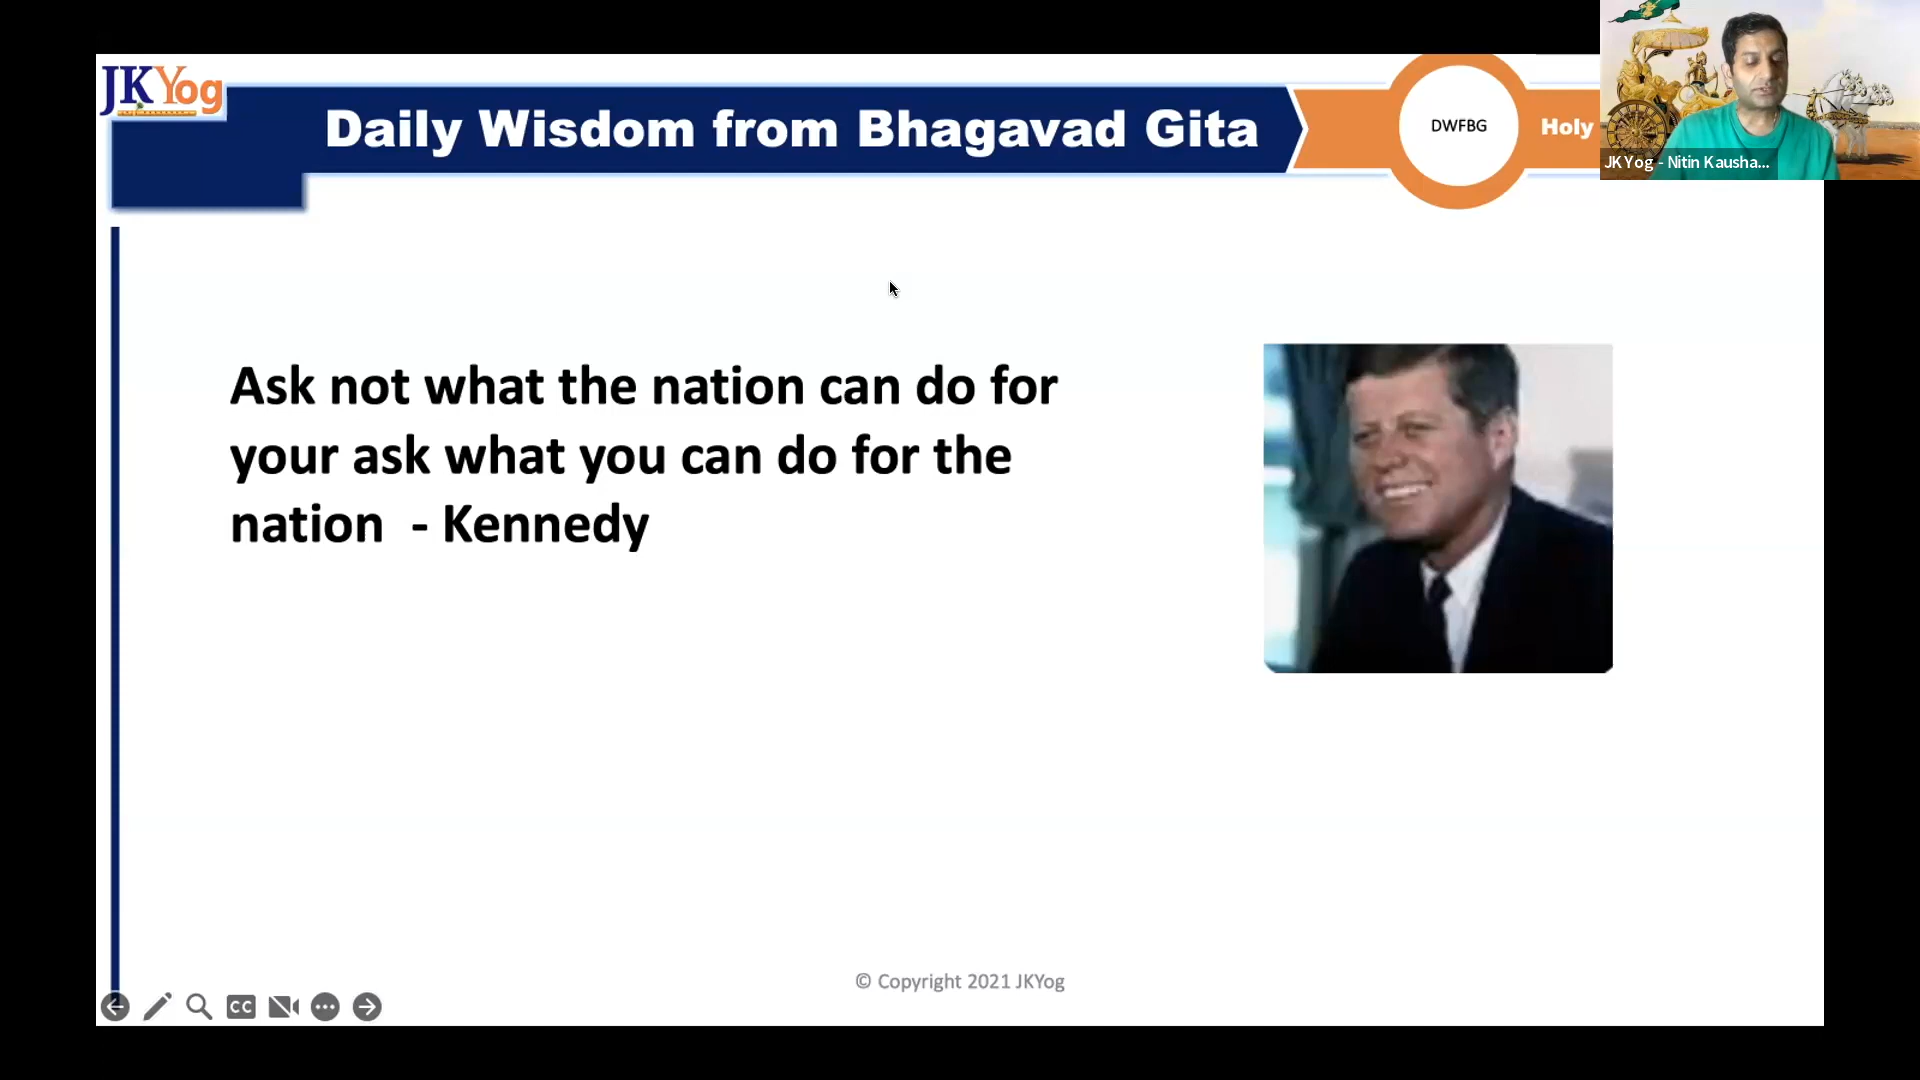 JKYog
Daily Wisdom from Bhagavad Gita
DWFBG
Holy
JK Yog - Nitin Kausha...
Ask not what the nation can do for
your ask what you can do for the
nation - Kennedy
© Copyright 2021 JKYog
CC